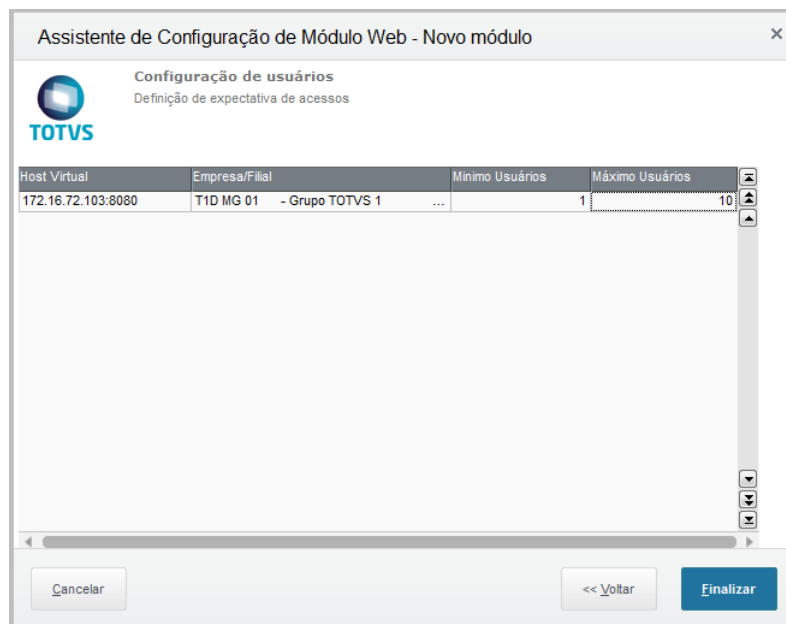 Assistente de Configuração de Módulo Web - Novo módulo
Configuração de usuários
Definição de expectativa de acessos
TOTVS
Host Virtual Empresa/Filial Minimo Usuários Máximo Usuários
172.16.72.103:8080 T1D MG 01 - Grupo TOTVS 1 ... 1 10
Cancelar << Voltar Finalizar